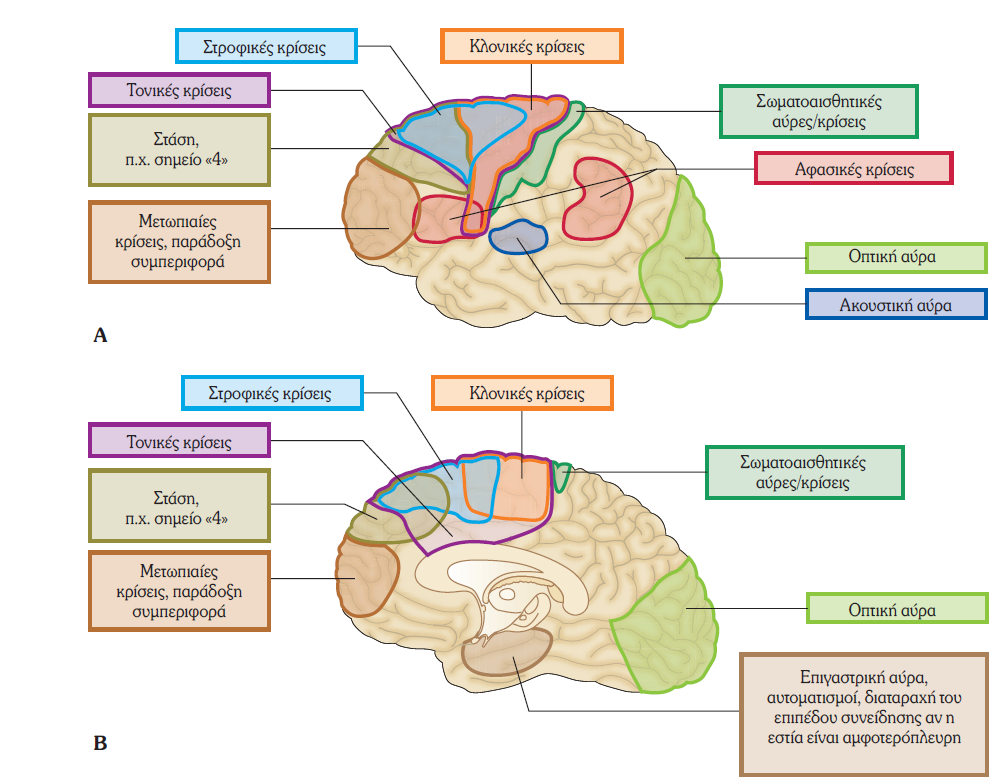 Στροφικές κρίσεις
Κλονικές κρίσεις
Τονικές κρίσεις
Σωματοαισθητικές
αύρες/κρίσεις
Στάση,
π.χ. σημείο «4»
Αφασικές κρίσεις
Μετωπιαίες
κρίσεις, παράδοξη
συμπεριφορά
Οπτική αύρα
Ακουστική αύρα
A
Στροφικές κρίσεις
Κλονικές κρίσεις
Τονικές κρίσεις
Σωματοαισθητικές
αύρες/κρίσεις
Στάση,
π.χ. σημείο «4»
Μετωπιαίες
κρίσεις, παράδοξη
συμπεριφορά
Οπτική αύρα
Επιγαστρική αύρα,
αυτοματισμοί, διαταραχή του
επιπέδου συνείδησης αν η
εστία είναι αμφοτερόπλευρη
B